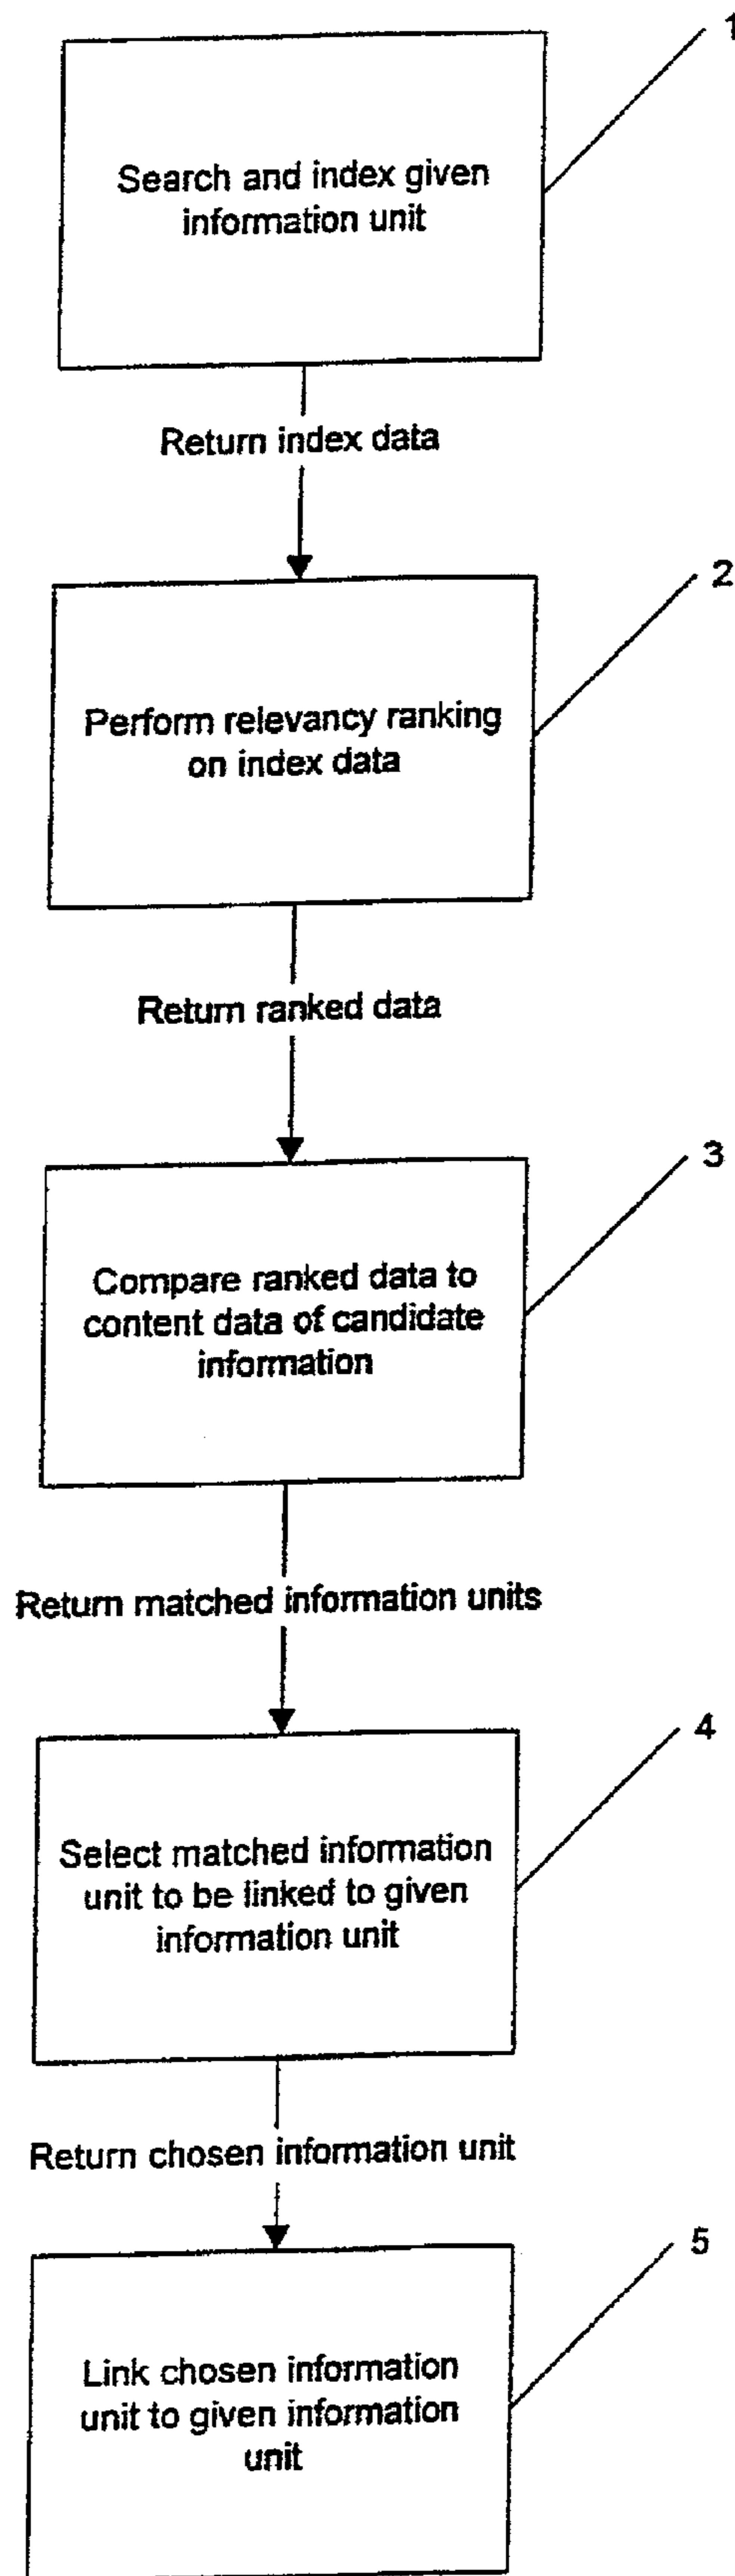 1
Search and index given
information unit
Return index data
2
Perform relevancy ranking
on index data
Return ranked data
3
Compare ranked data to
content data of candidate
information
Return matched information units
4
Select matched information
unit to be linked to given
information unit
Return chosen information unit
5
Link chosen information
unit to given information
unit